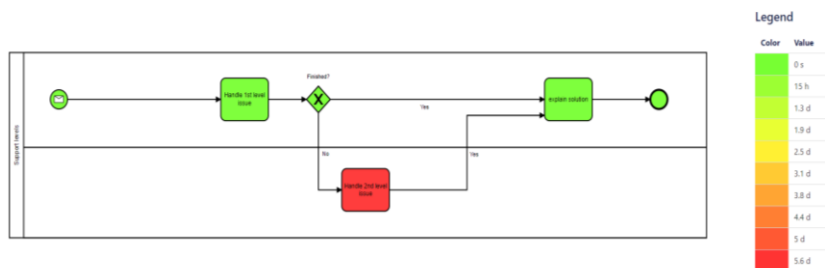 Legend
Color Value
0 s
15 h
1.3 d
1.9 d
2.5 d
3.1 d
3.8 d
4.4 d
5 d
5.6 d
Support levels
Finished?
Handle 1st level
issue
X
Yes
explain solution
No
Yes
Handle 2nd level
issue